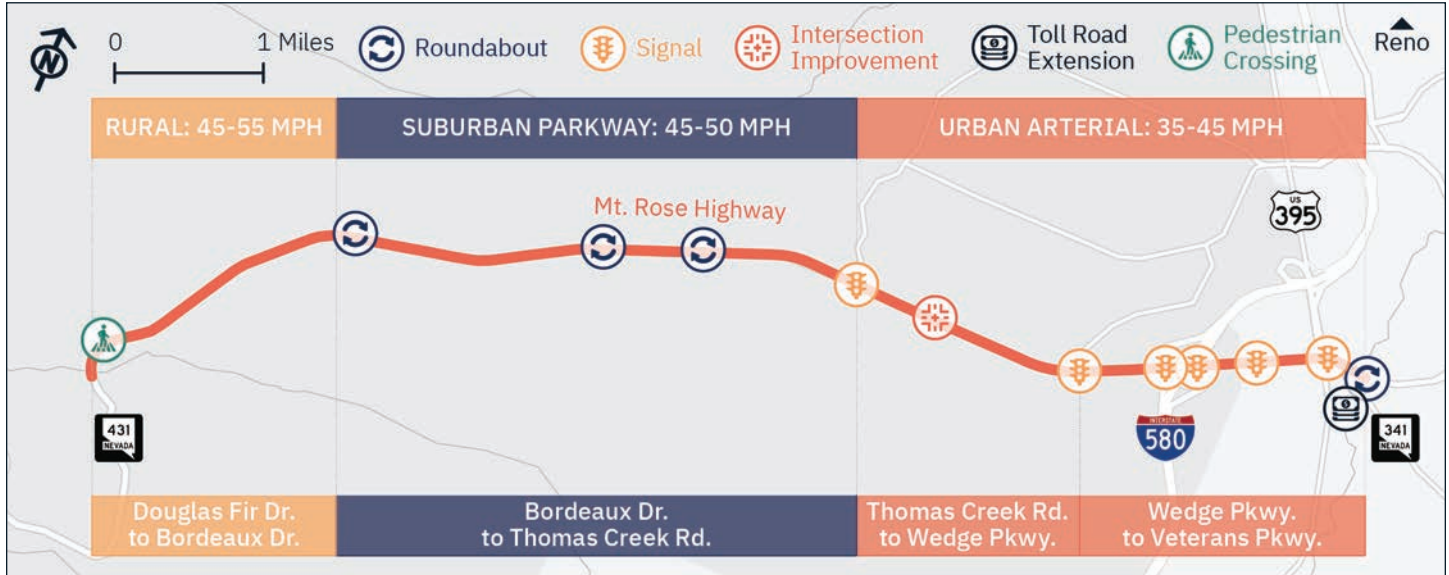 N
0
1 Miles
Roundabout
Signal
Intersection
Improvement
Toll Road
Extension
Pedestrian
Crossing
Reno
RURAL: 45-55 MPH
SUBURBAN PARKWAY: 45-50 MPH
URBAN ARTERIAL: 35-45 MPH
Mt. Rose Highway
US
395
431
NEVADA
INTERSTATE
580
341
NEVADA
Douglas Fir Dr.
to Bordeaux Dr.
Bordeaux Dr.
to Thomas Creek Rd.
Thomas Creek Rd.
to Wedge Pkwy.
Wedge Pkwy.
to Veterans Pkwy.